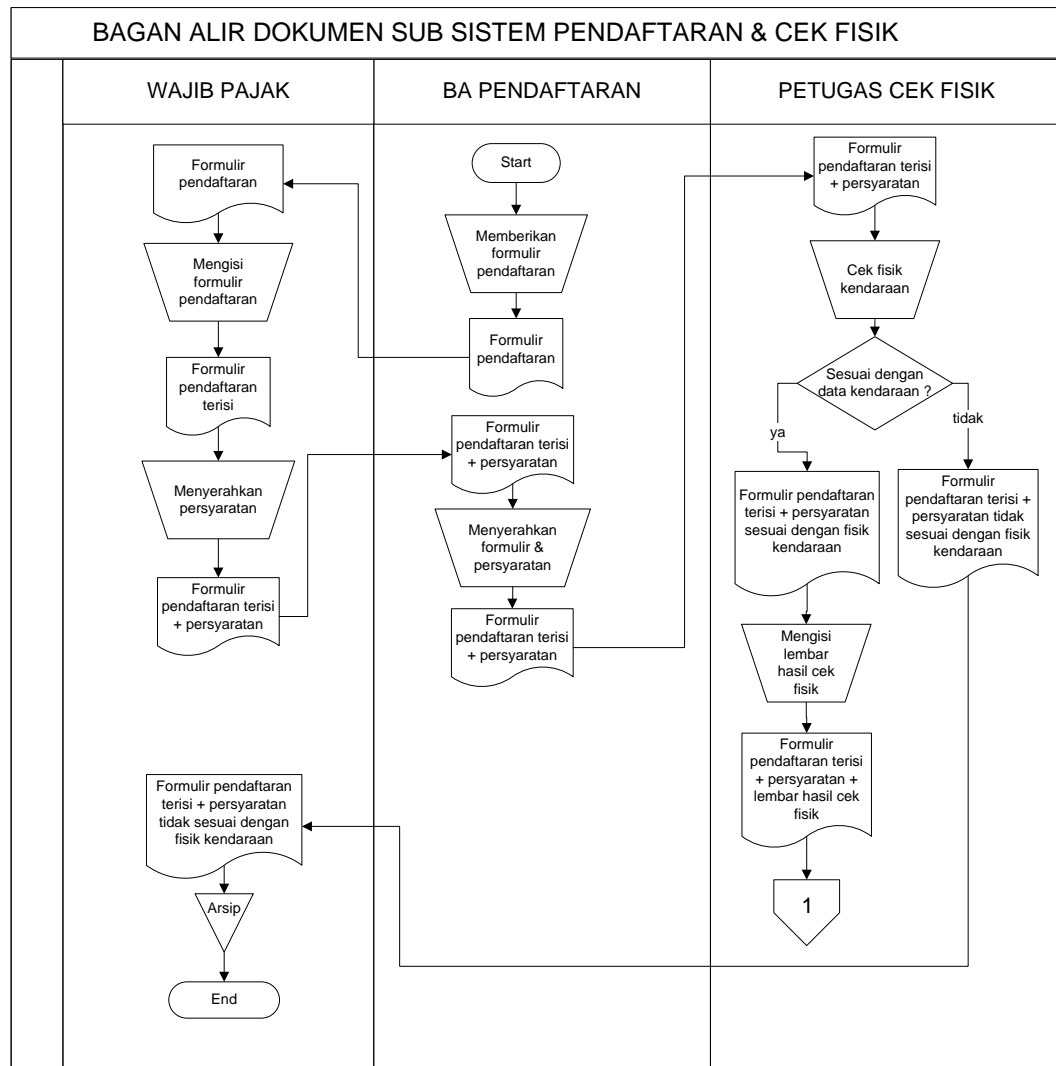 BAGAN ALIR DOKUMEN SUB SISTEM PENDAFTARAN & CEK FISIK
WAJIB PAJAK
BA PENDAFTARAN
PETUGAS CEK FISIK
Formulir
pendaftaran
Mengisi
formulir
pendaftaran
Formulir
pendaftaran
terisi
Menyerahkan
persyaratan
Formulir
pendaftaran terisi
+ persyaratan
Formulir pendaftaran
terisi + persyaratan
tidak sesuai dengan
fisik kendaraan
Arsip
End
Start
Memberikan
formulir
pendaftaran
Formulir
pendaftaran
Formulir
pendaftaran terisi
+ persyaratan
Menyerahkan
formulir &
persyaratan
Formulir
pendaftaran terisi
+ persyaratan
Formulir
pendaftaran terisi
+ persyaratan
Cek fisik
kendaraan
Sesuai dengan
data kendaraan ?
ya
tidak
Formulir pendaftaran
terisi + persyaratan
sesuai dengan fisik
kendaraan
Formulir
pendaftaran terisi +
persyaratan tidak
sesuai dengan fisik
kendaraan
Mengisi
lembar
hasil cek
fisik
Formulir
pendaftaran terisi
+ persyaratan +
lembar hasil cek
fisik
1